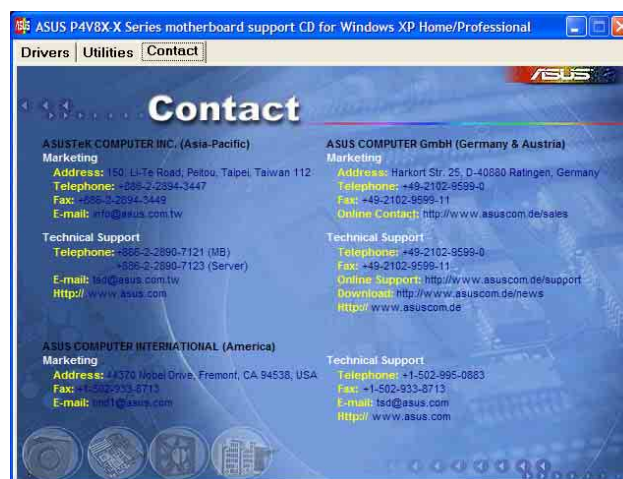 ASUS P4V8X-X Series motherboard support CD for Windows XP Home/Professional
Drivers Utilities Contact
ASUS
Contact
ASUSTeK COMPUTER INC. (Asia-Pacific)
Marketing
Address: 150, Li-Te Road, Peitou, Taipei, Taiwan 112
Telephone: +886-2-2894-3447
Fax: +886-2-2894-3449
E-mail: info@asus.com.tw
Technical Support
Telephone: +886-2-2890-7121 (MB)
+886-2-2890-7123 (Server)
E-mail: tsd@asus.com.tw
Http:// www.asus.com
ASUS COMPUTER GmbH (Germany & Austria)
Marketing
Address: Harkort Str. 25, D-40880 Ratingen, Germany
Telephone: +49-2102-9599-0
Fax: +49-2102-9599-11
Online Contact: http://www.asuscom.de/sales
Technical Support
Telephone: +49-2102-9599-0
Fax: +49-2102-9599-11
Online Support: http://www.asuscom.de/support
Download: http://www.asuscom.de/news
Http:// www.asuscom.de
ASUS COMPUTER INTERNATIONAL (America)
Marketing
Address: 44370 Nobel Drive, Fremont, CA 94538, USA
Fax: +1-502-933-8713
E-mail: tmd1@asus.com
Technical Support
Telephone: +1-502-995-0883
Fax: +1-502-933-8713
E-mail: tsd@asus.com
Http:// www.asus.com